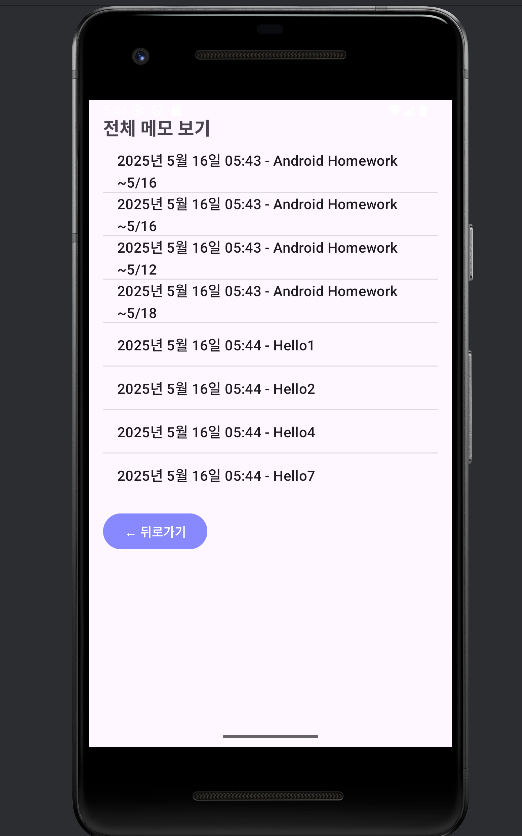 전체 메모 보기
2025년 5월 16일 05:43 - Android Homework
~5/16
2025년 5월 16일 05:43 - Android Homework
~5/16
2025년 5월 16일 05:43 - Android Homework
~5/12
2025년 5월 16일 05:43 - Android Homework
~5/18
2025년 5월 16일 05:44 - Hello1
2025년 5월 16일 05:44 - Hello2
2025년 5월 16일 05:44 - Hello4
2025년 5월 16일 05:44 - Hello7
← 뒤로가기